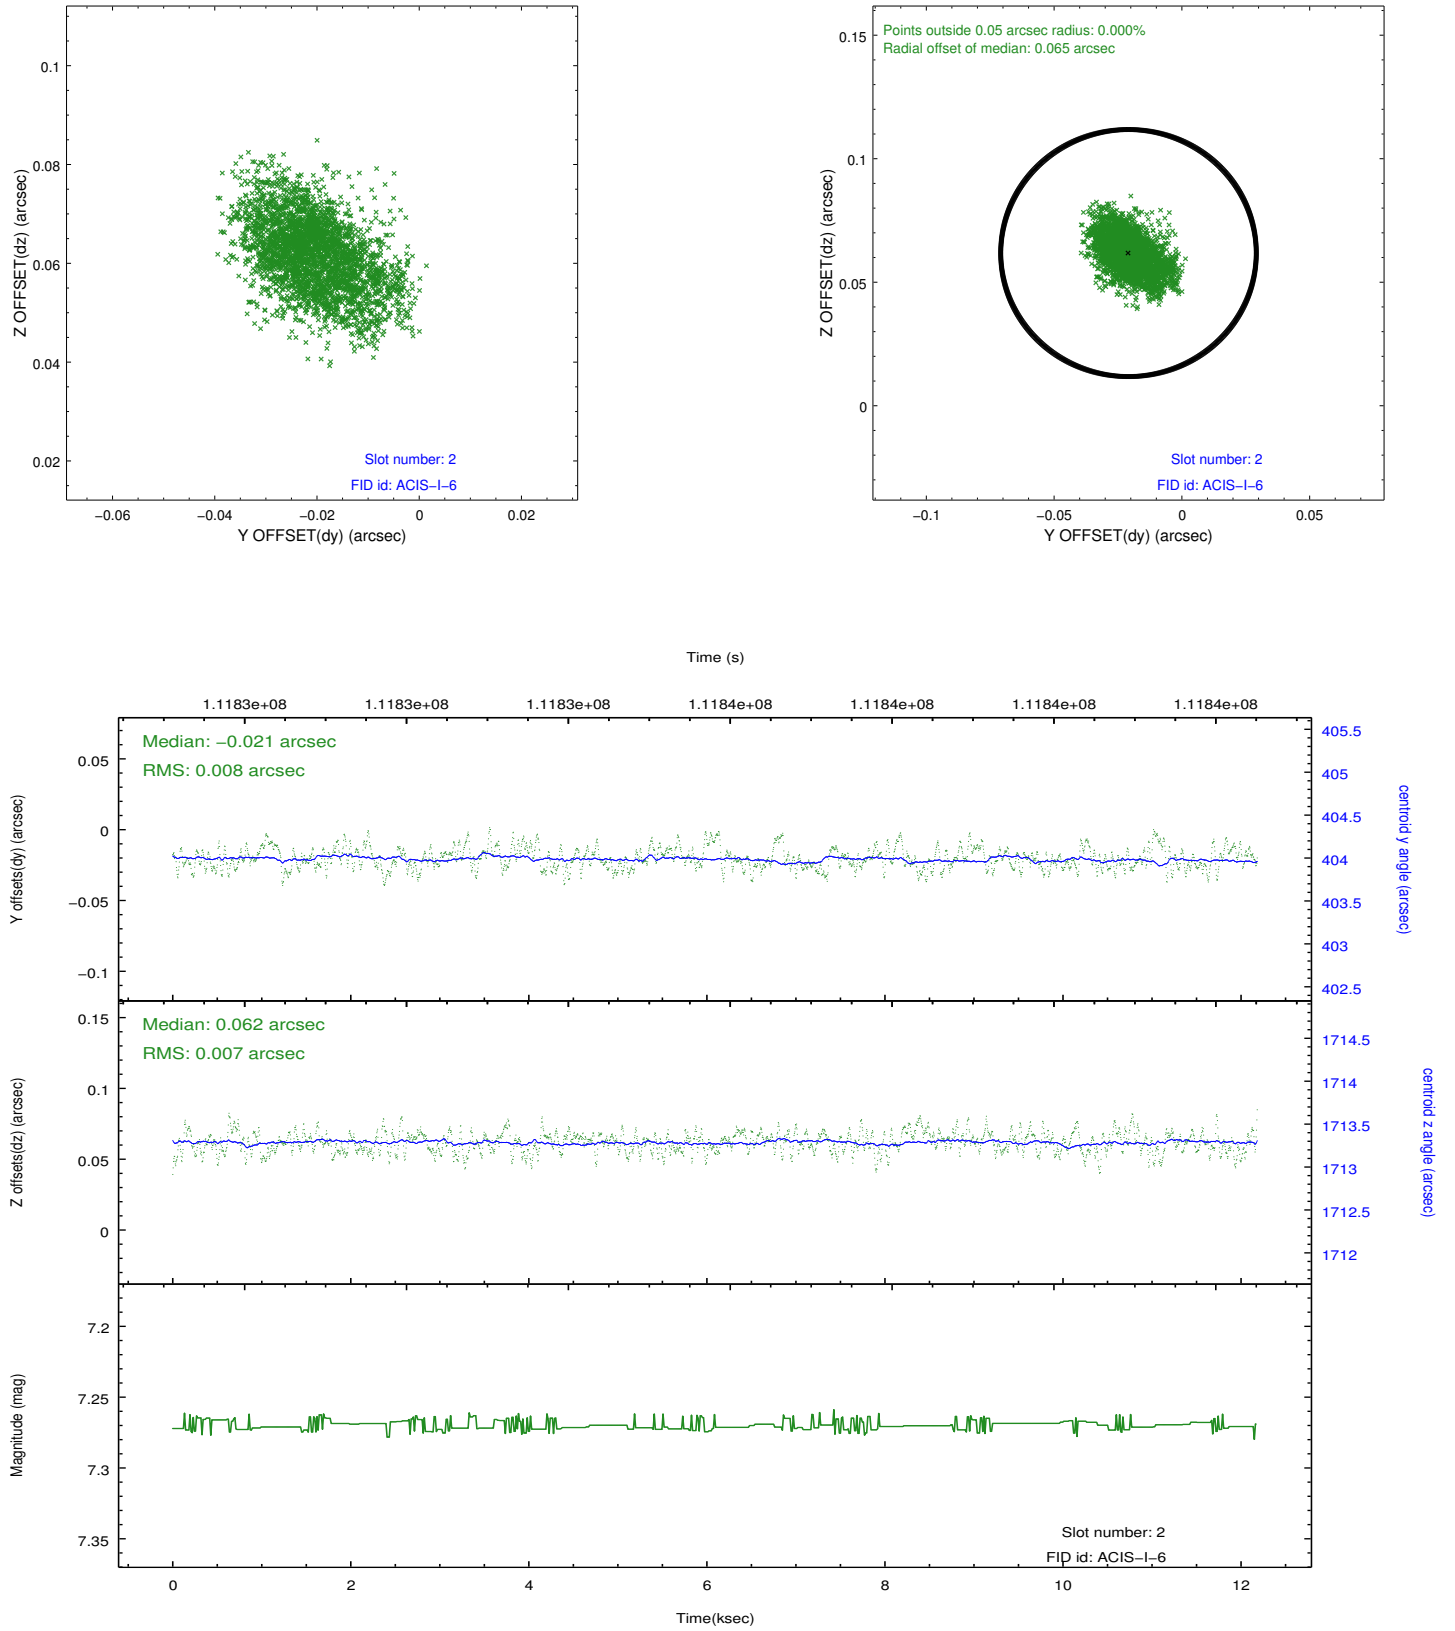 0.1
0.08
0.06
0.04
0.02
Z OFFSET(dz) (arcsec)
Slot number: 2
FID id: ACIS−I−6
−0.06
−0.04
−0.02
0
0.02
Y OFFSET(dy) (arcsec)
Points outside 0.05 arcsec radius: 0.000%
Radial offset of median: 0.065 arcsec
0.15
0.1
0.05
0
Z OFFSET(dz) (arcsec)
Slot number: 2
FID id: ACIS−I−6
−0.1
−0.05
0
0.05
Y OFFSET(dy) (arcsec)
Time (s)
1.1183e+08
1.1183e+08
1.1183e+08
1.1184e+08
1.1184e+08
1.1184e+08
1.1184e+08
Median: −0.021 arcsec
RMS: 0.008 arcsec
0.05
0
−0.05
−0.1
Y offsets(dy) (arcsec)
405.5
405
404.5
404
403.5
403
402.5
centroid y angle (arcsec)
Median: 0.062 arcsec
RMS: 0.007 arcsec
0.15
0.1
0.05
0
Z offsets(dz) (arcsec)
1714.5
1714
1713.5
1713
1712.5
1712
centroid z angle (arcsec)
7.2
7.25
7.3
7.35
Magnitude (mag)
Slot number: 2
FID id: ACIS−I−6
0
2
4
6
8
10
12
Time(ksec)